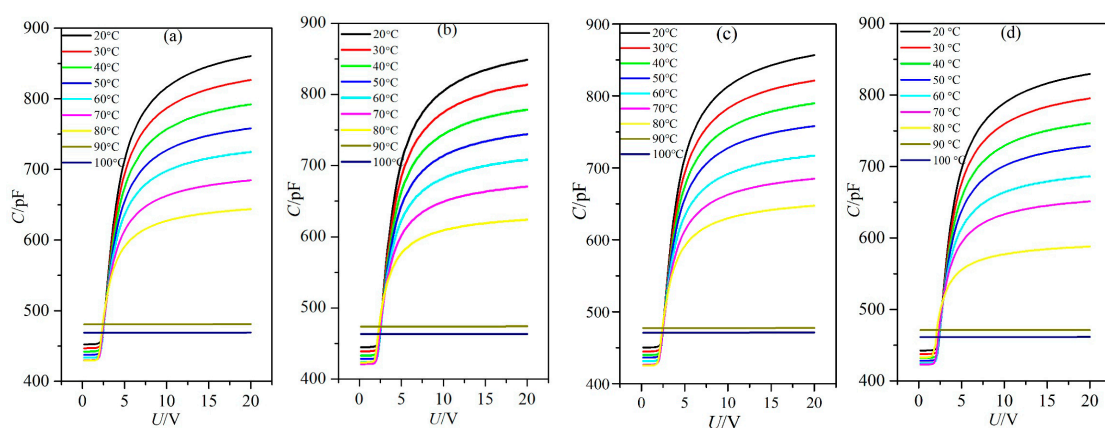 (a)
900
800
700
600
500
400
C/pF
20°C
30°C
40°C
50°C
60°C
70°C
80°C
90°C
100°C
0 5 10 15 20
U/V
(b)
900
800
700
600
500
400
C/pF
20°C
30°C
40°C
50°C
60°C
70°C
80°C
90°C
100°C
0 5 10 15 20
U/V
(c)
900
800
700
600
500
400
C/pF
20°C
30°C
40°C
50°C
60°C
70°C
80°C
90°C
100°C
0 5 10 15 20
U/V
(d)
900
800
700
600
500
400
C/pF
20 °C
30 °C
40 °C
50 °C
60 °C
70 °C
80 °C
90 °C
100 °C
0 5 10 15 20
U/V